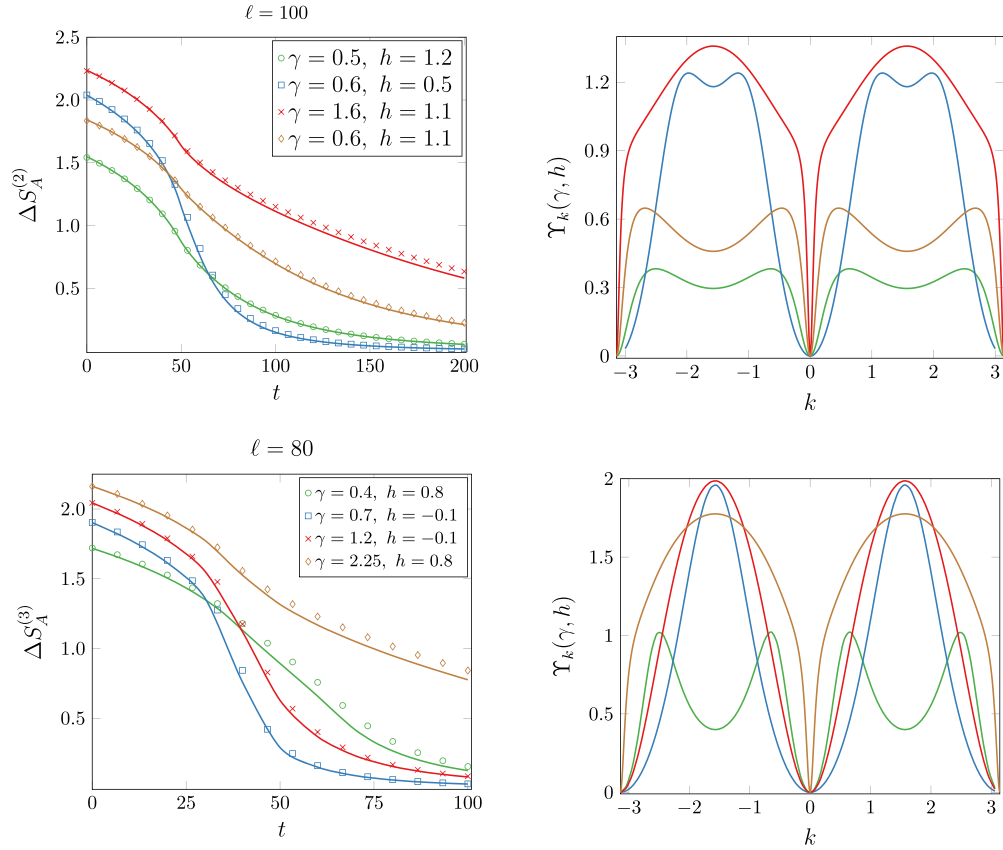 ℓ = 100
2.5
2.0
1.5
1.0
0.5
ΔS_A^{(2)}
0 50 100 150 200
t
γ = 0.5, h = 1.2
γ = 0.6, h = 0.5
γ = 1.6, h = 1.1
γ = 0.6, h = 1.1
1.2
0.9
0.6
0.3
0
Υ_k(γ, h)
−3 −2 −1 0 1 2 3
k
ℓ = 80
2.0
1.5
1.0
0.5
ΔS_A^{(3)}
0 25 50 75 100
t
γ = 0.4, h = 0.8
γ = 0.7, h = −0.1
γ = 1.2, h = −0.1
γ = 2.25, h = 0.8
2
1.5
1
0.5
0
Υ_k(γ, h)
−3 −2 −1 0 1 2 3
k